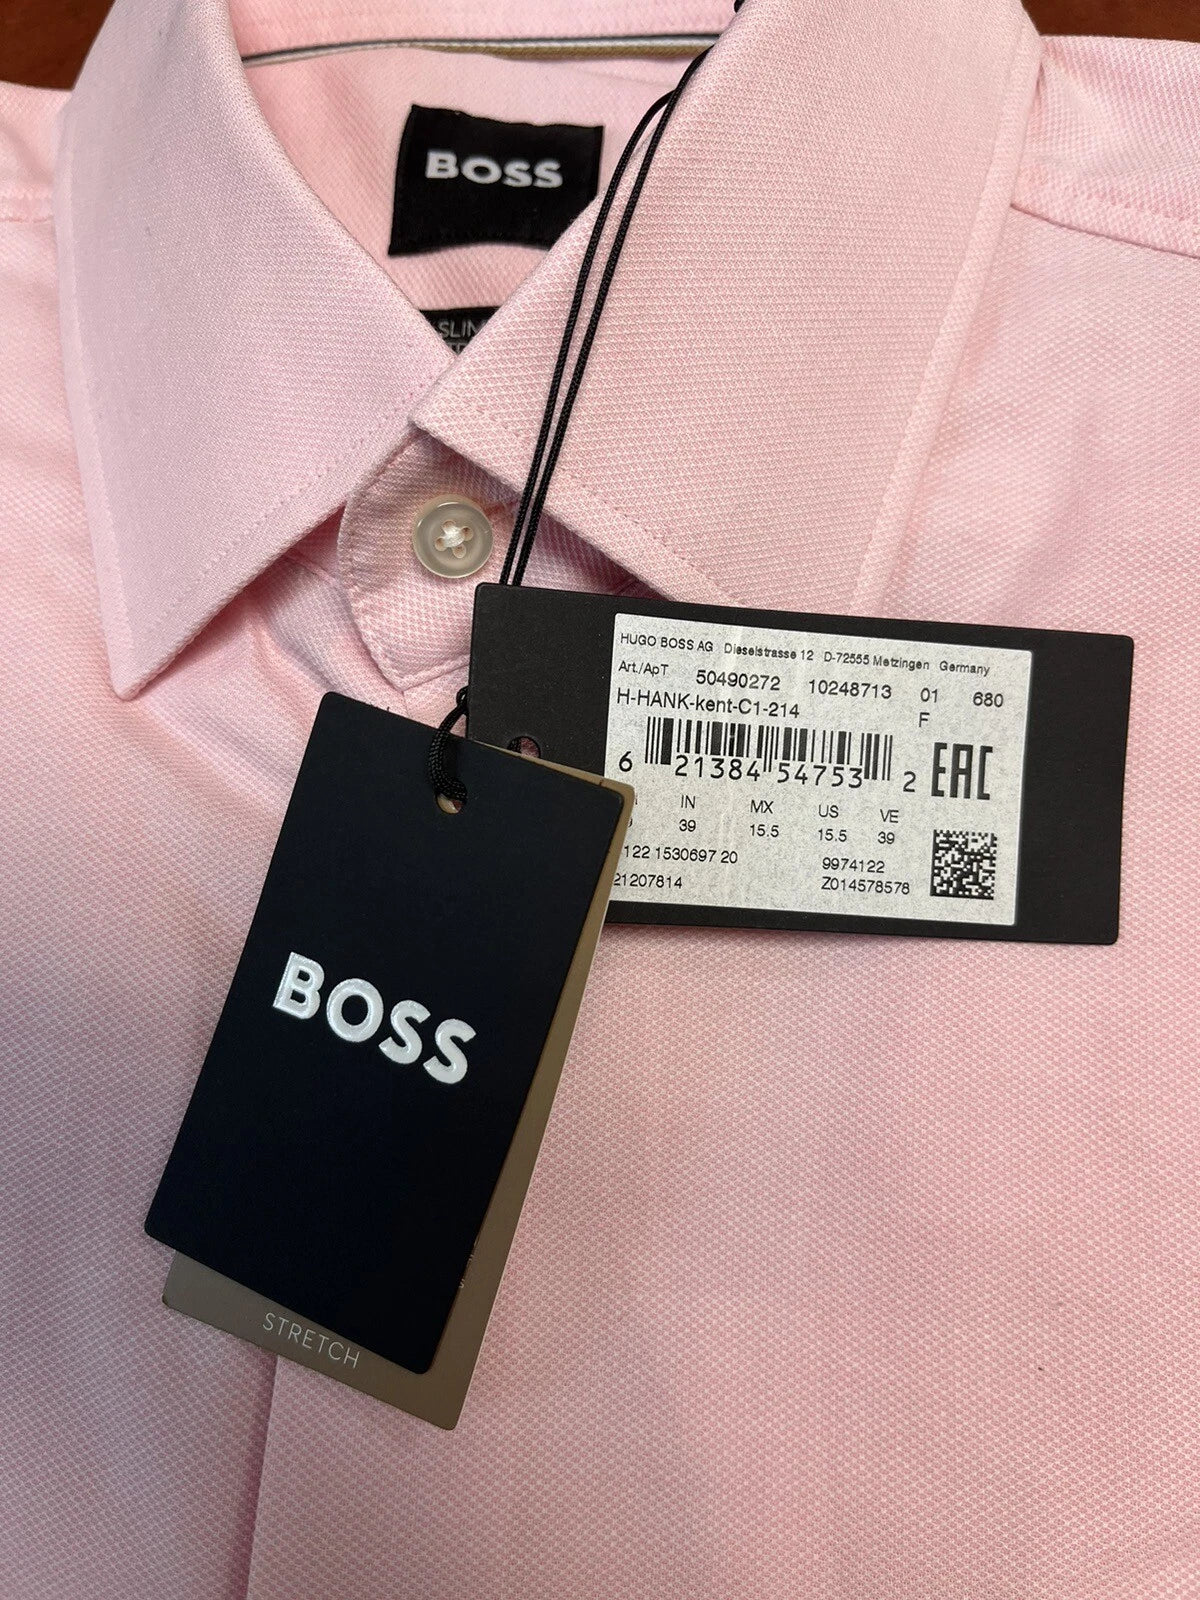 BOSS
SLIM
HUGO BOSS AG Dieselstrasse 12 D-72555 Metzingen Germany
Art./АрТ 50490272 10248713 01 680
H-HANK-kent-C1-214 F
6 21384 54753 2 EAC
IN MX US VE
39 15.5 15.5 39
122 1530697 20 9974122
21207814 Z014578578
BOSS
STRETCH